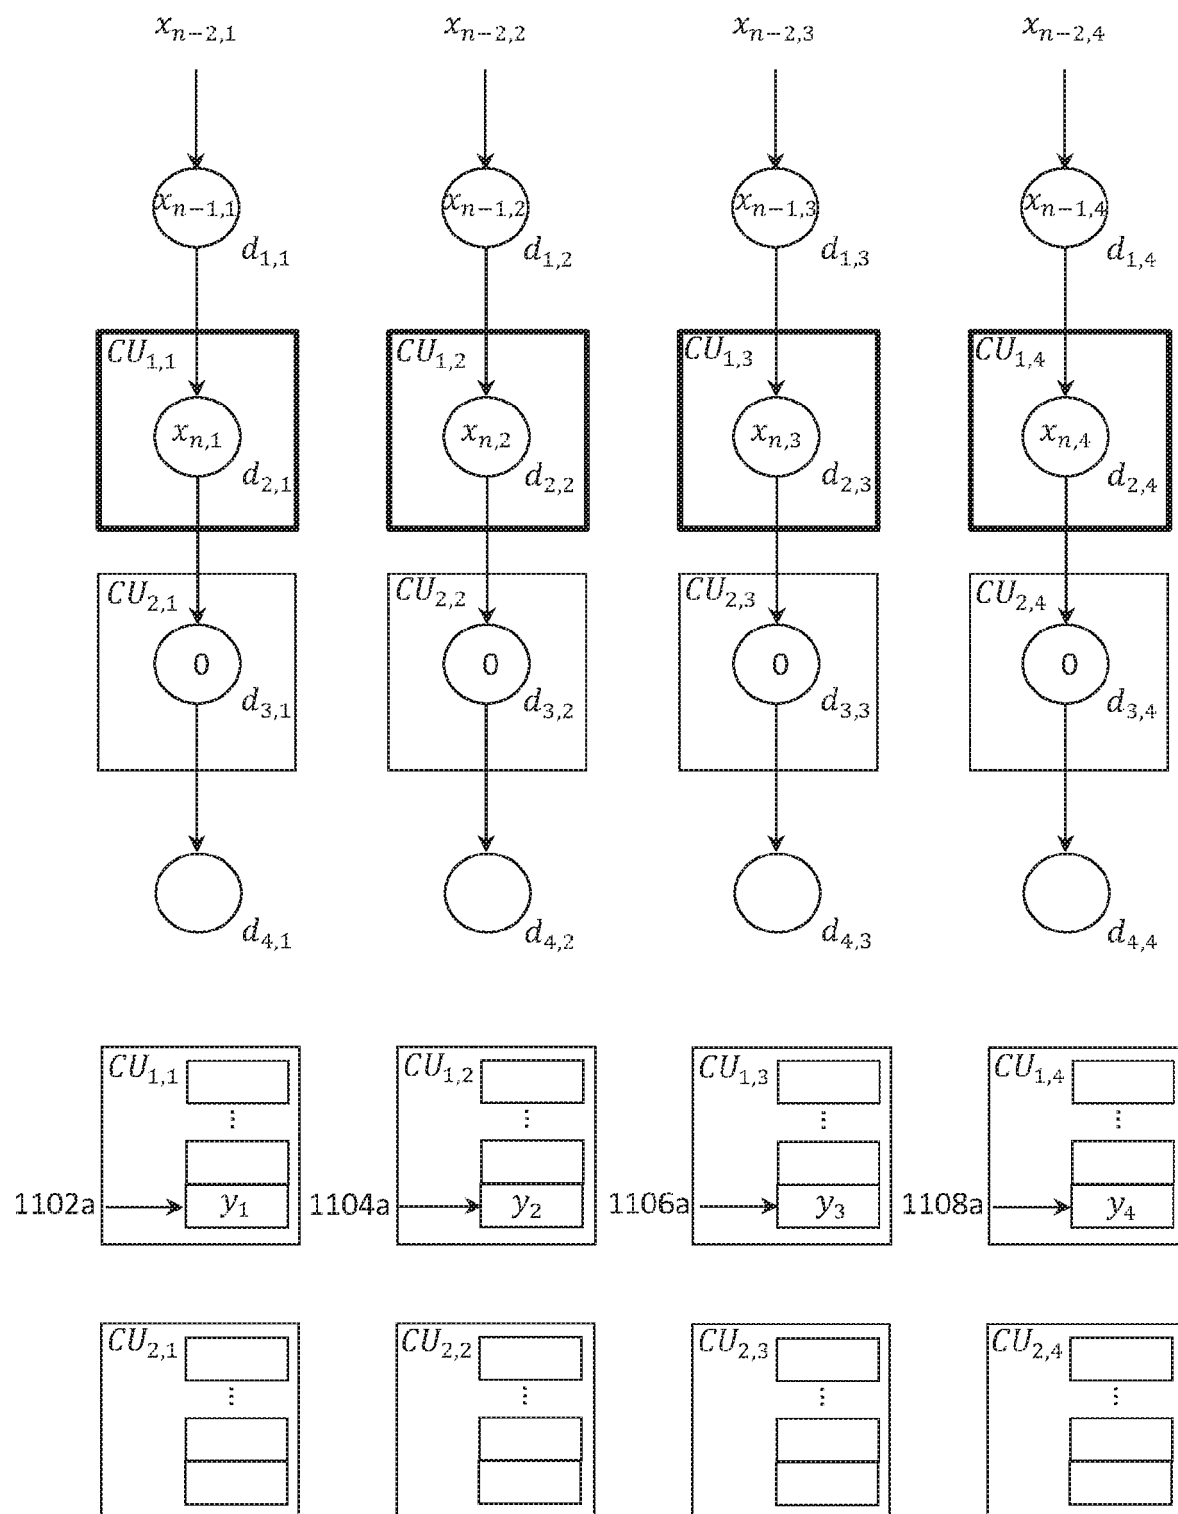 x_{n-2,1} x_{n-2,2} x_{n-2,3} x_{n-2,4}
x_{n-1,1} x_{n-1,2} x_{n-1,3} x_{n-1,4}
d_{1,1} d_{1,2} d_{1,3} d_{1,4}
CU_{1,1} CU_{1,2} CU_{1,3} CU_{1,4}
x_{n,1} x_{n,2} x_{n,3} x_{n,4}
d_{2,1} d_{2,2} d_{2,3} d_{2,4}
CU_{2,1} CU_{2,2} CU_{2,3} CU_{2,4}
0 0 0 0
d_{3,1} d_{3,2} d_{3,3} d_{3,4}
d_{4,1} d_{4,2} d_{4,3} d_{4,4}
CU_{1,1} CU_{1,2} CU_{1,3} CU_{1,4}
⋮ ⋮ ⋮ ⋮
1102a y_1 1104a y_2 1106a y_3 1108a y_4
CU_{2,1} CU_{2,2} CU_{2,3} CU_{2,4}
⋮ ⋮ ⋮ ⋮